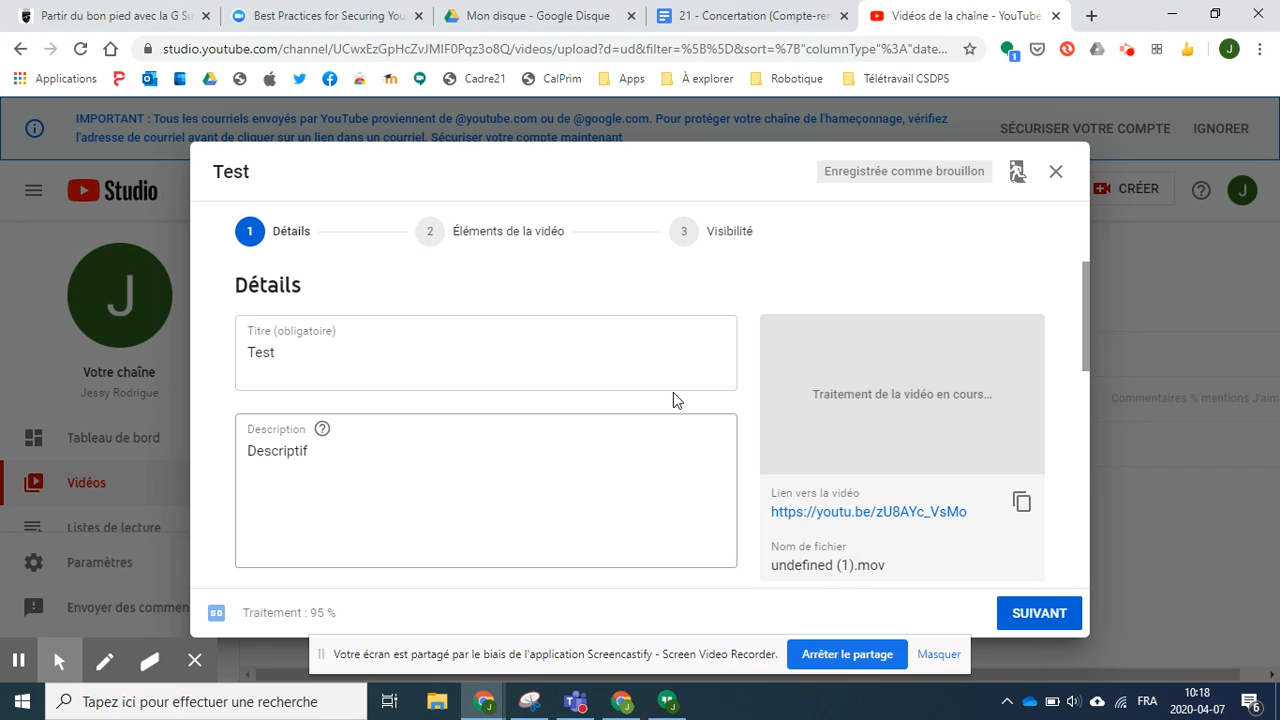 Partir du bon pied avec la G Su
Best Practices for Securing Yo
Mon disque - Google Disque
21 - Concertation (Compte-ren
Vidéos de la chaîne - YouTube
studio.youtube.com/channel/UCwxEzGpHcZvJMIF0Pqz3o8Q/videos/upload?d=ud&filter=%5B%5D&sort=%7B"columnType"%3A"date...
1
J
Applications
Cadre21
CalPrim
Apps
À explorer
Robotique
Télétravail CSDPS
IMPORTANT : Tous les courriels envoyés par YouTube proviennent de @youtube.com ou de @google.com. Pour protéger votre chaîne de l'hameçonnage, vérifiez
l'adresse de courriel avant de cliquer sur un lien dans un courriel. Sécuriser votre compte maintenant
SÉCURISER VOTRE COMPTE
IGNORER
Studio
CRÉER
J
Test
Enregistrée comme brouillon
1 Détails
2 Éléments de la vidéo
3 Visibilité
J
Votre chaîne
Jessy Rodrigue
Tableau de bord
Vidéos
Listes de lecture
Paramètres
Envoyer des commen
Détails
Titre (obligatoire)
Test
Description
Descriptif
Traitement de la vidéo en cours...
Lien vers la vidéo
https://youtu.be/zU8AYc_VsMo
Nom de fichier
undefined (1).mov
Commentaires % mentions J'aim
SD
Traitement : 95 %
SUIVANT
Votre écran est partagé par le biais de l'application Screencastify - Screen Video Recorder.
Arrêter le partage
Masquer
Tapez ici pour effectuer une recherche
FRA
10:18
2020-04-07
6